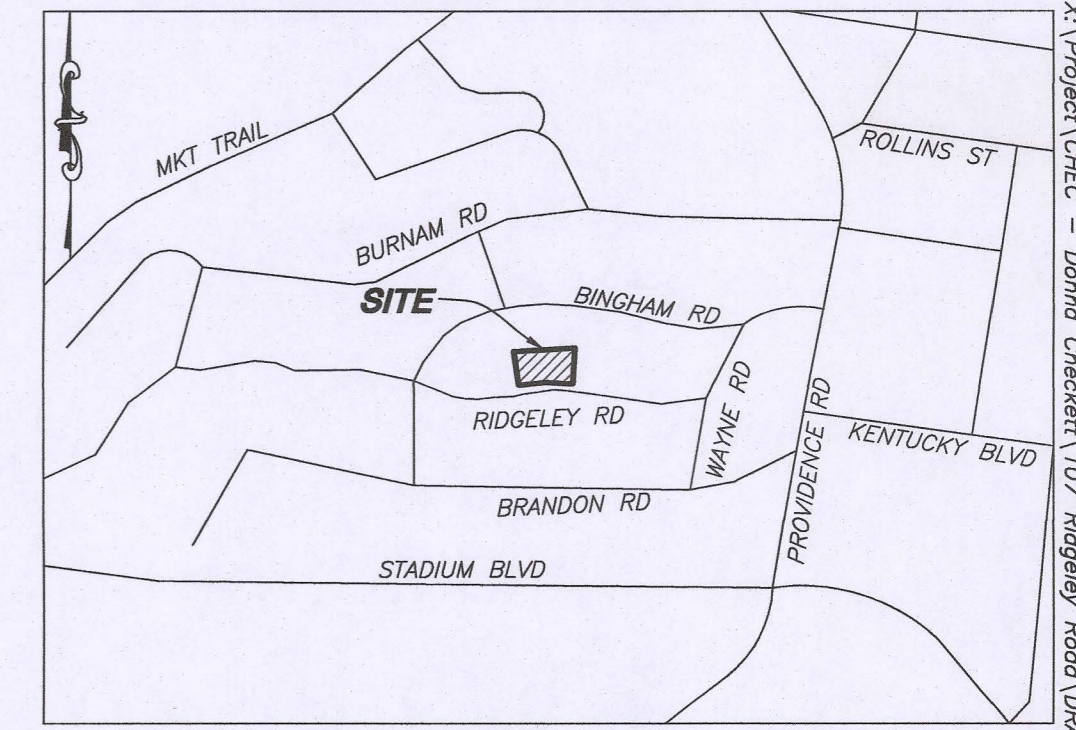 MKT TRAIL
ROLLINS ST
BURNAM RD
SITE
BINGHAM RD
RIDGELEY RD
WAYNE RD
PROVIDENCE RD
KENTUCKY BLVD
BRANDON RD
STADIUM BLVD
X:\Project\CHEC - Donna Checkett\107 Ridgeley Road\DR